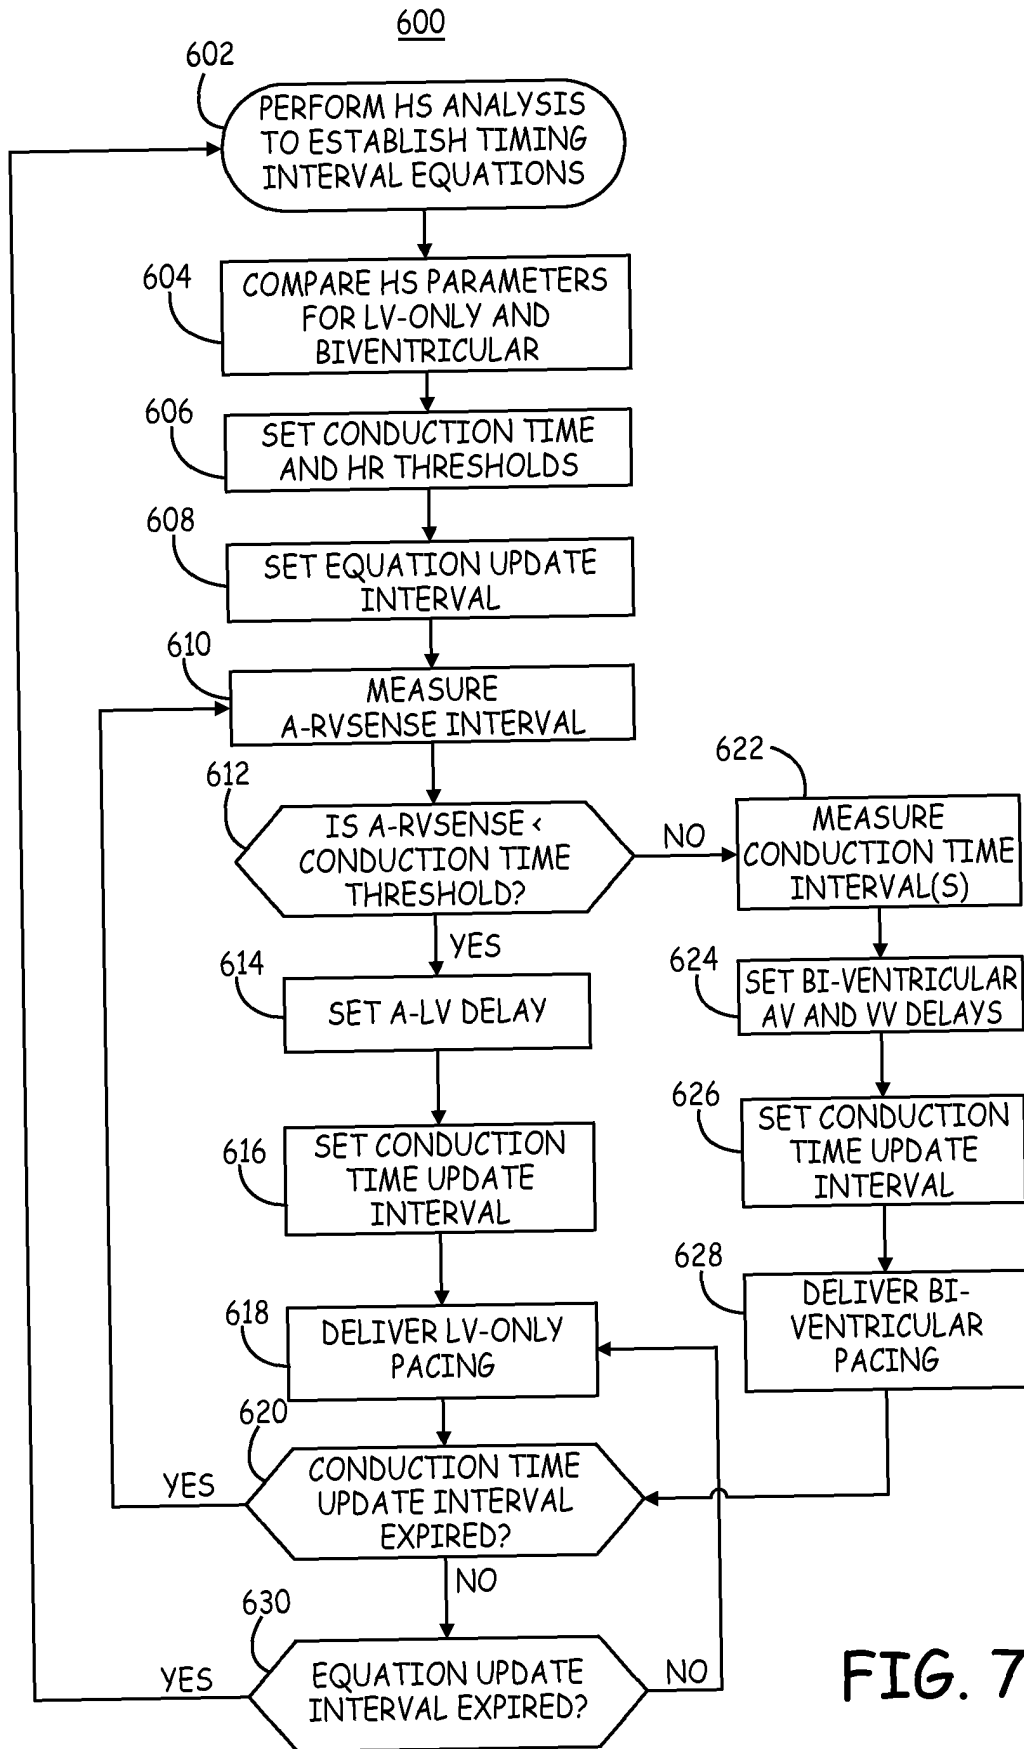 600
602
PERFORM HS ANALYSIS
TO ESTABLISH TIMING
INTERVAL EQUATIONS
604
COMPARE HS PARAMETERS
FOR LV-ONLY AND
BIVENTRICULAR
606
SET CONDUCTION TIME
AND HR THRESHOLDS
608
SET EQUATION UPDATE
INTERVAL
610
MEASURE
A-RVSENSE INTERVAL
612
IS A-RVSENSE <
CONDUCTION TIME
THRESHOLD?
NO
YES
622
MEASURE
CONDUCTION TIME
INTERVAL(S)
614
SET A-LV DELAY
624
SET BI-VENTRICULAR
AV AND VV DELAYS
616
SET CONDUCTION
TIME UPDATE
INTERVAL
626
SET CONDUCTION
TIME UPDATE
INTERVAL
618
DELIVER LV-ONLY
PACING
628
DELIVER BI-
VENTRICULAR
PACING
620
CONDUCTION TIME
UPDATE INTERVAL
EXPIRED?
YES
NO
630
EQUATION UPDATE
INTERVAL EXPIRED?
YES
NO
FIG. 7